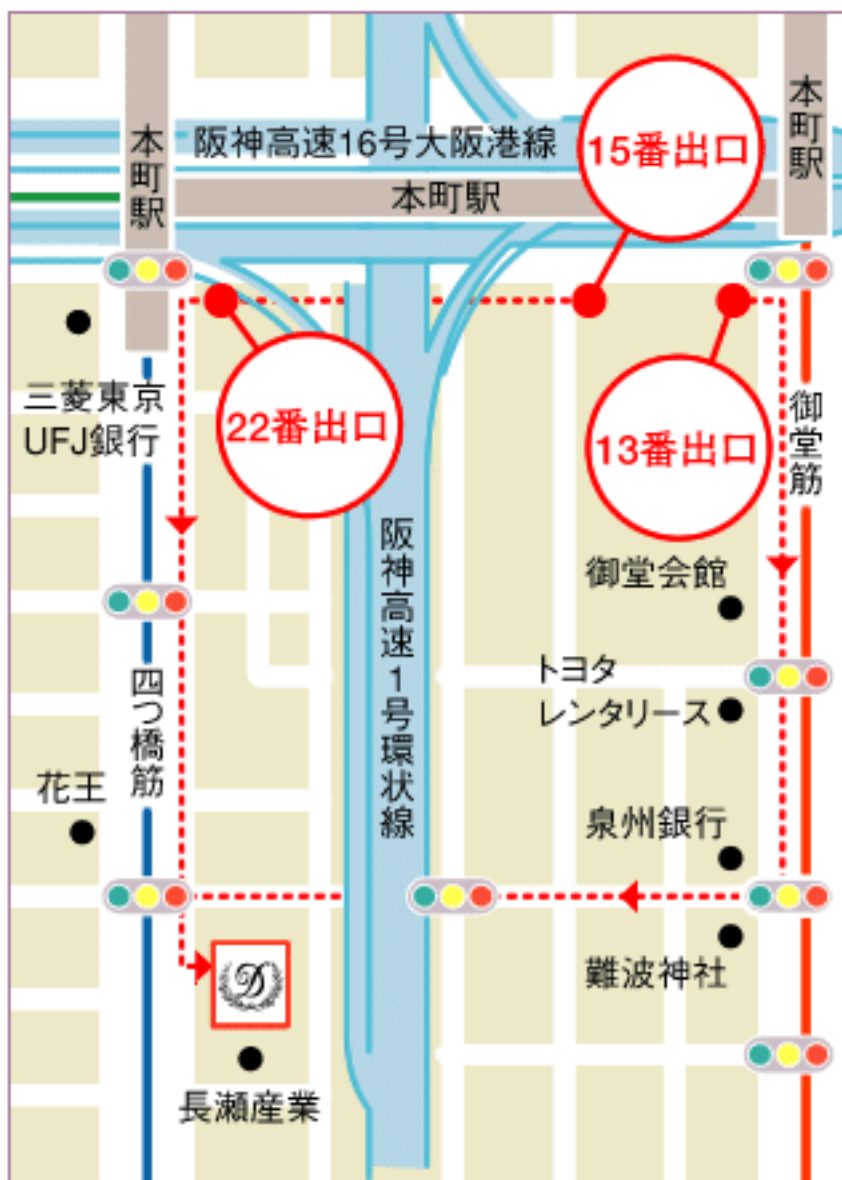 本町駅
本町駅
阪神高速16号大阪港線
本町駅
15番出口
22番出口
13番出口
三菱東京
UFJ銀行
御堂筋
阪神高速1号環状線
御堂会館
トヨタ
レンタリース
四つ橋筋
花王
泉州銀行
難波神社
D
長瀬産業